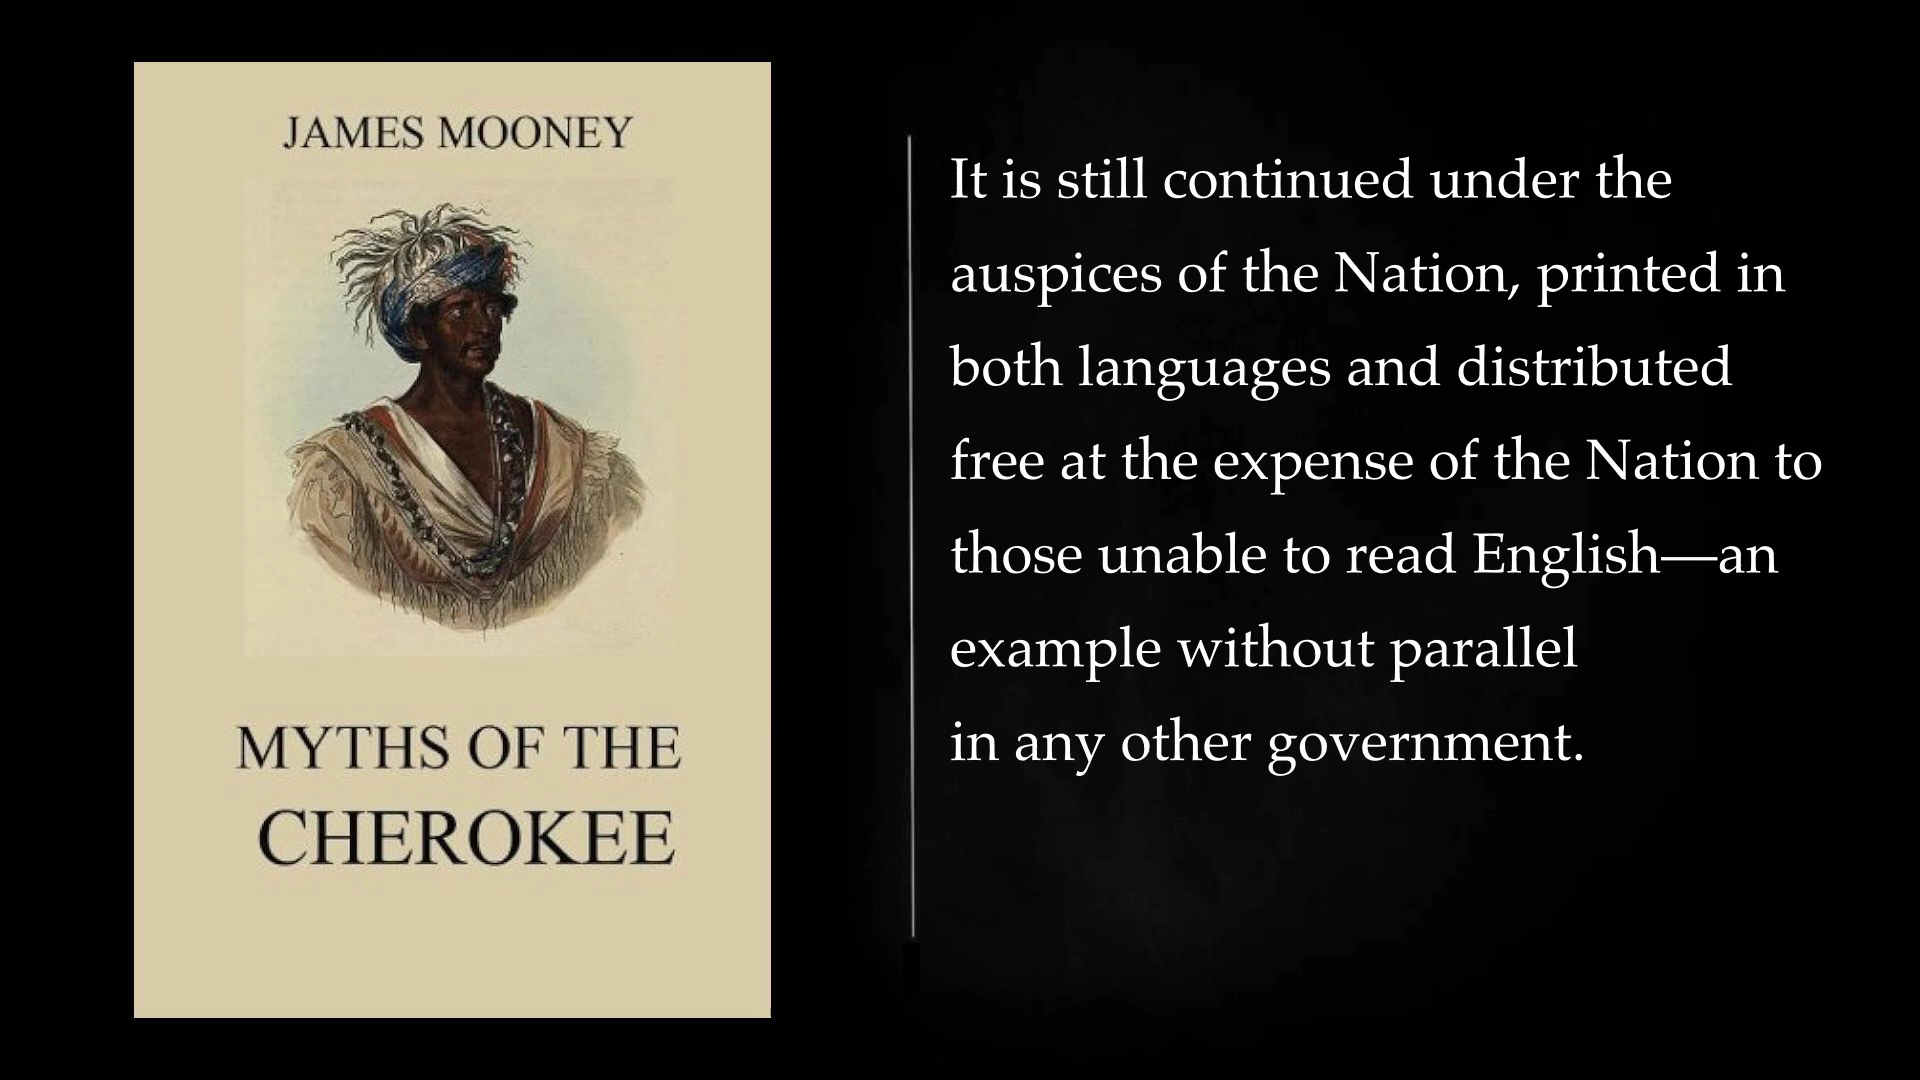 JAMES MOONEY
MYTHS OF THE
CHEROKEE
It is still continued under the
auspices of the Nation, printed in
both languages and distributed
free at the expense of the Nation to
those unable to read English—an
example without parallel
in any other government.